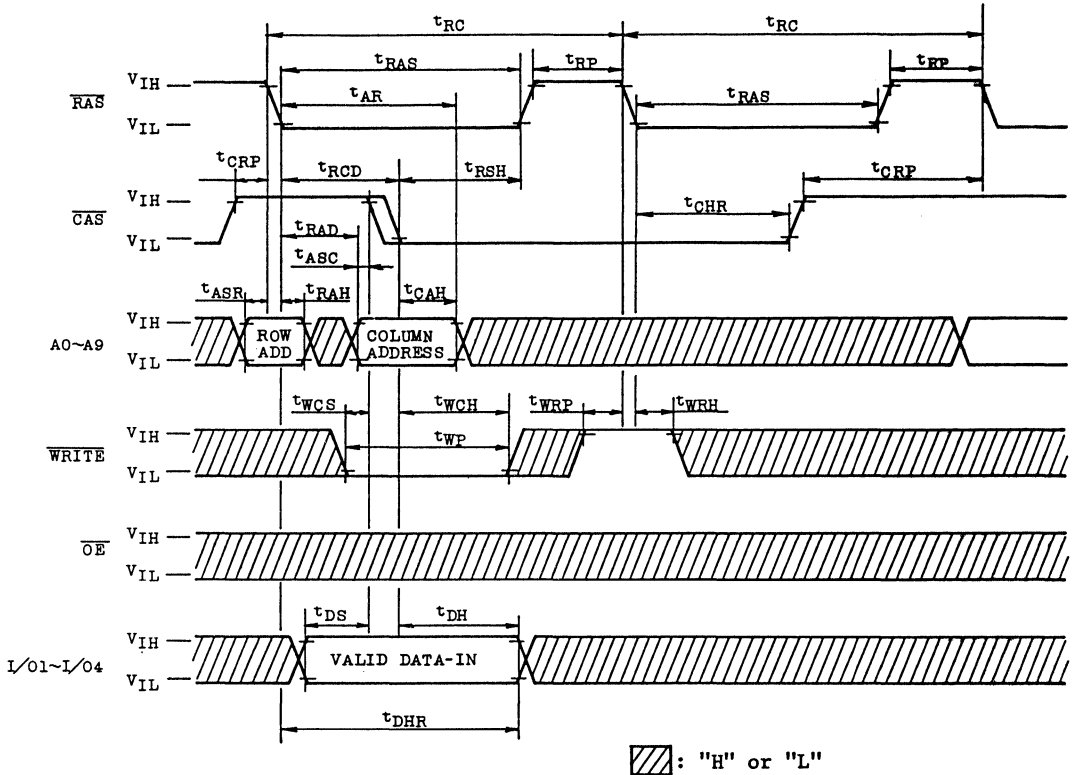 tRC tRC
tRAS tRP tRP
VIH
RAS tAR tRAS
VIL
tCRP tRCD tRSH tCRP
VIH
CAS tCHR
VIL tRAD
tASC
tASR tRAH tCAH
VIH
A0~A9 ROW ADD COLUMN ADDRESS
VIL
tWCS tWCH tWRP tWRH
VIH
WRITE tWP
VIL
VIH
OE
VIL
tDS tDH
VIH
I/O1~I/O4 VALID DATA-IN
VIL
tDHR
: "H" or "L"